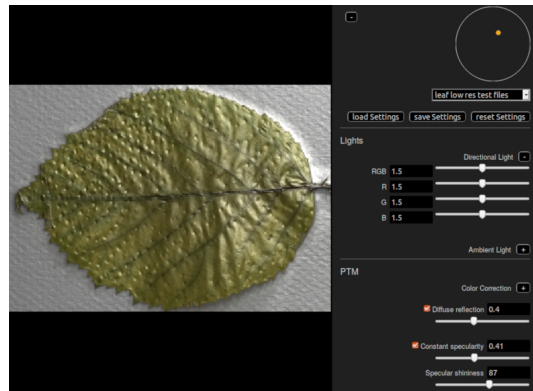 -
leaf low res test files
load Settings save Settings reset Settings
Lights
Directional Light -
RGB 1.5
R 1.5
G 1.5
B 1.5
Ambient Light +
PTM
Color Correction +
Diffuse reflection 0.4
Constant specularity 0.41
Specular shininess 87